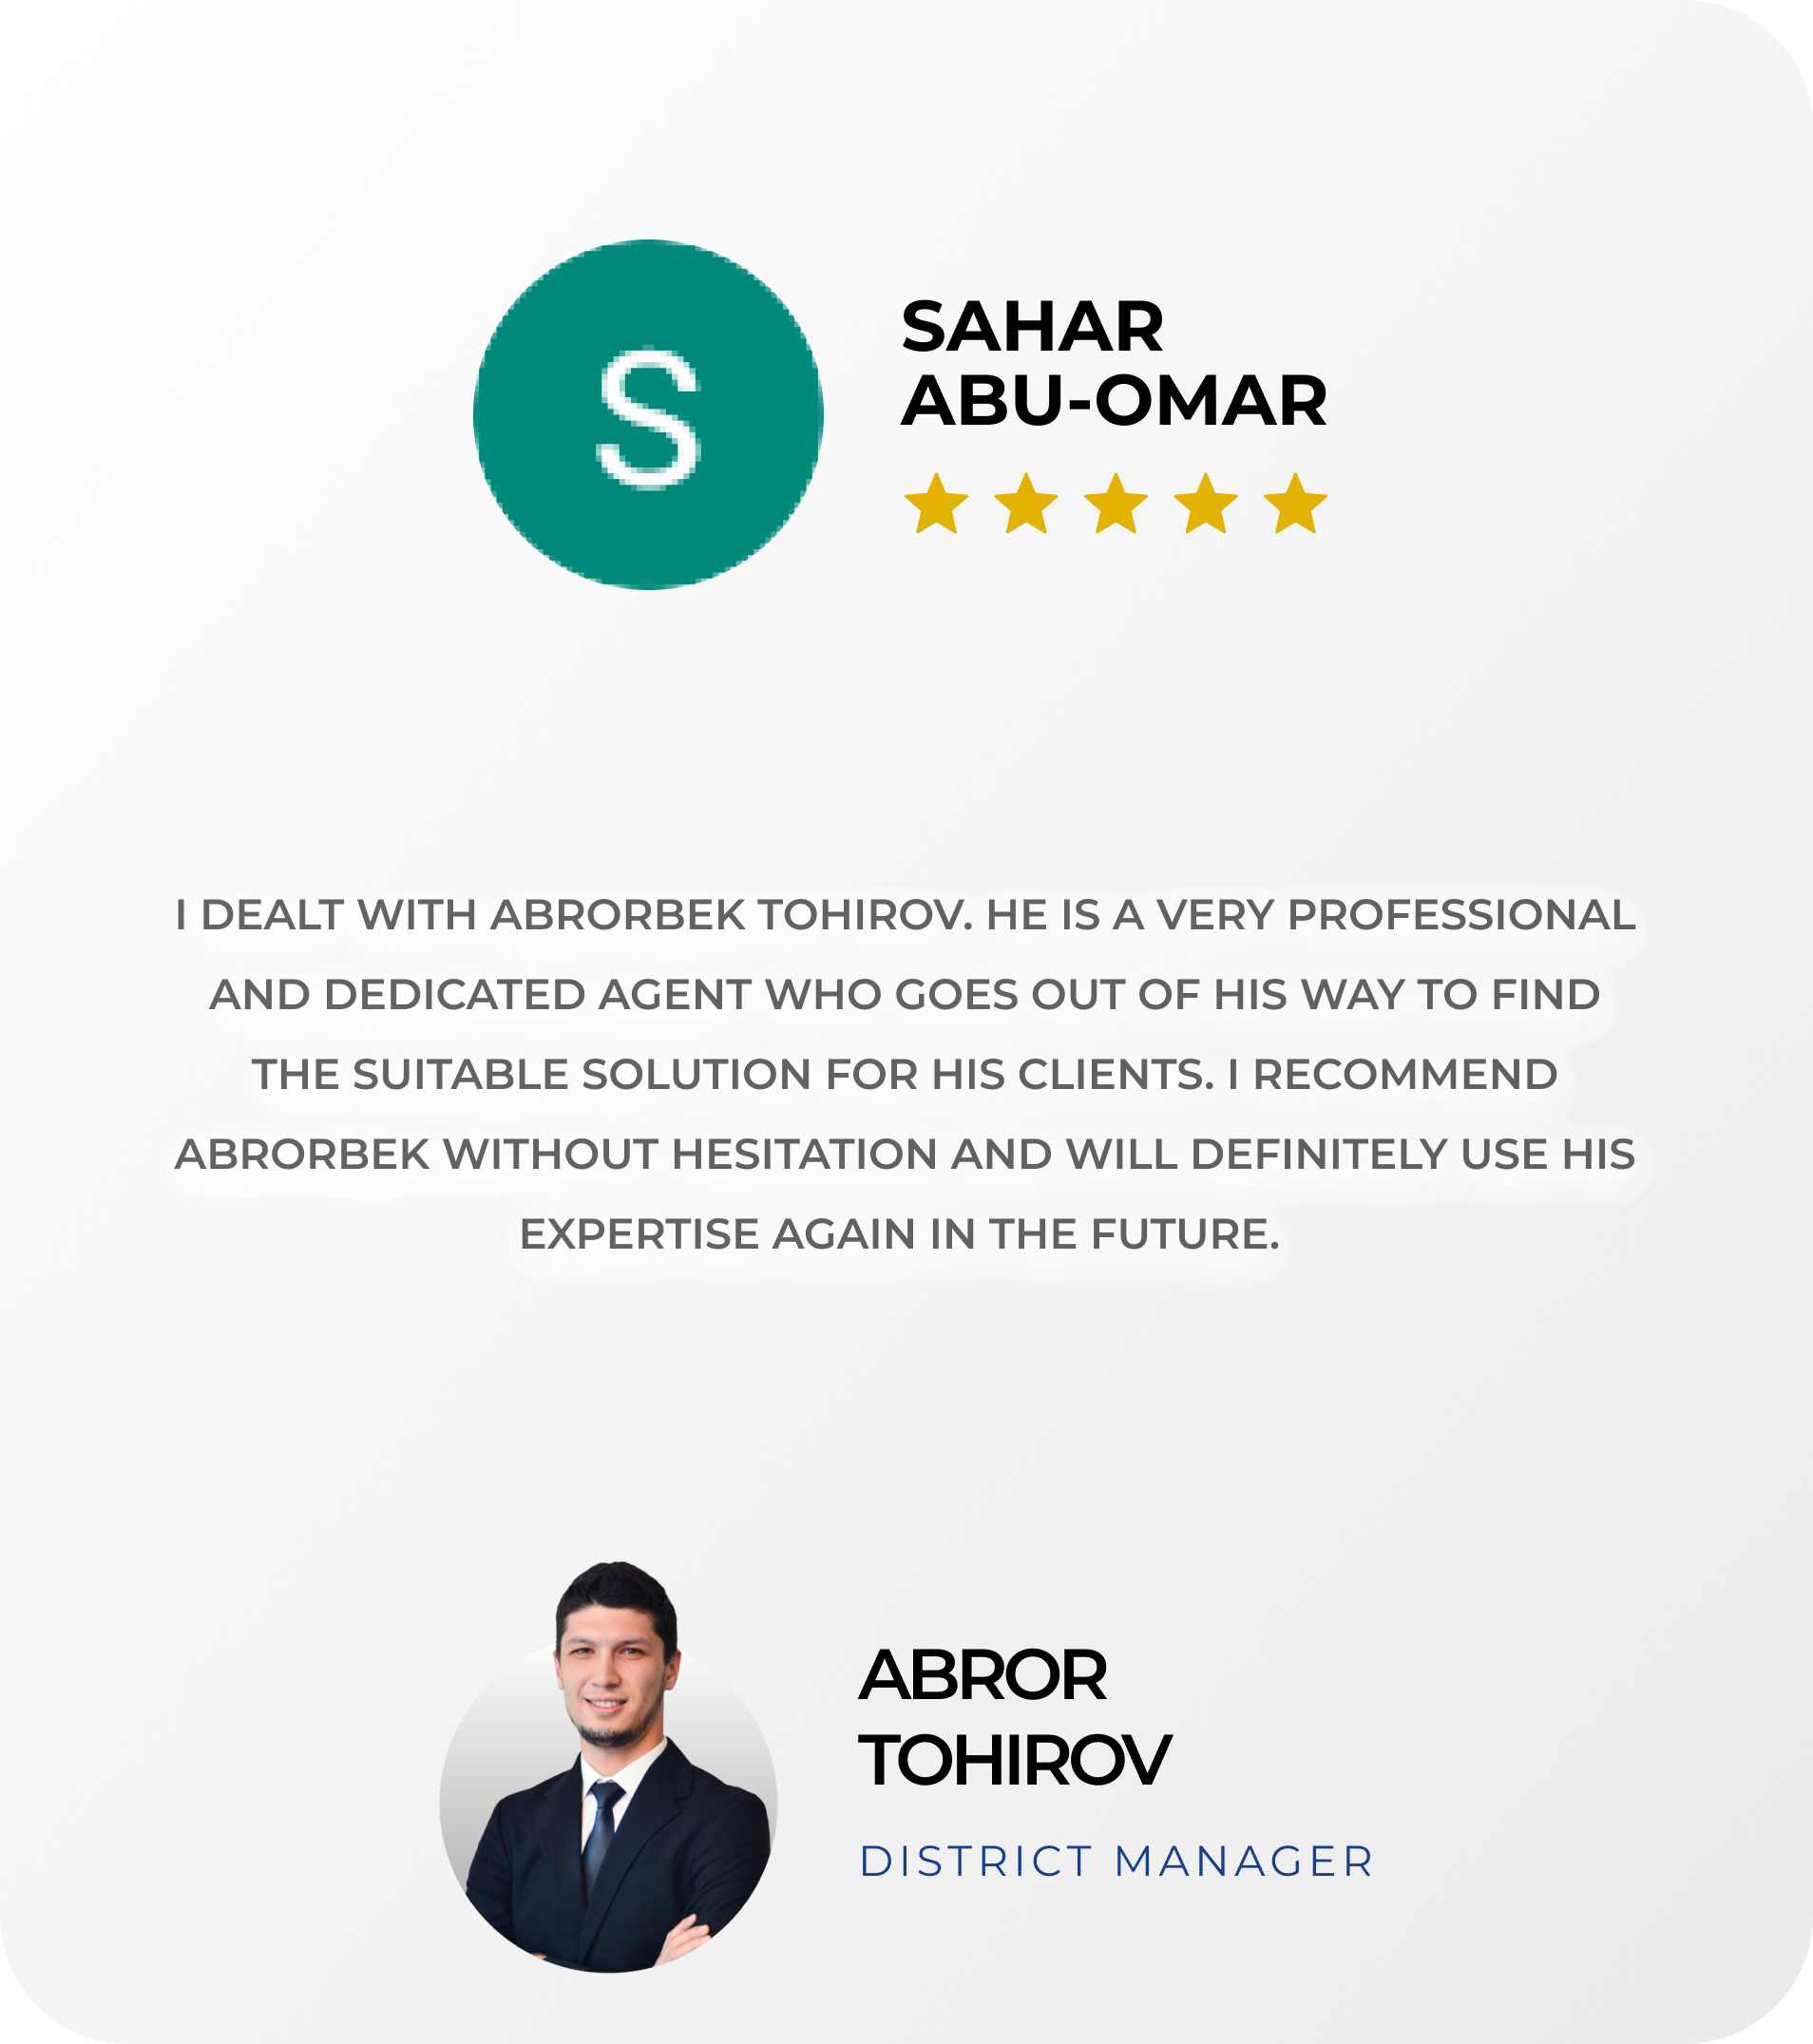 S
SAHAR
ABU-OMAR
I DEALT WITH ABRORBEK TOHIROV. HE IS A VERY PROFESSIONAL
AND DEDICATED AGENT WHO GOES OUT OF HIS WAY TO FIND
THE SUITABLE SOLUTION FOR HIS CLIENTS. I RECOMMEND
ABRORBEK WITHOUT HESITATION AND WILL DEFINITELY USE HIS
EXPERTISE AGAIN IN THE FUTURE.
ABROR
TOHIROV
DISTRICT MANAGER